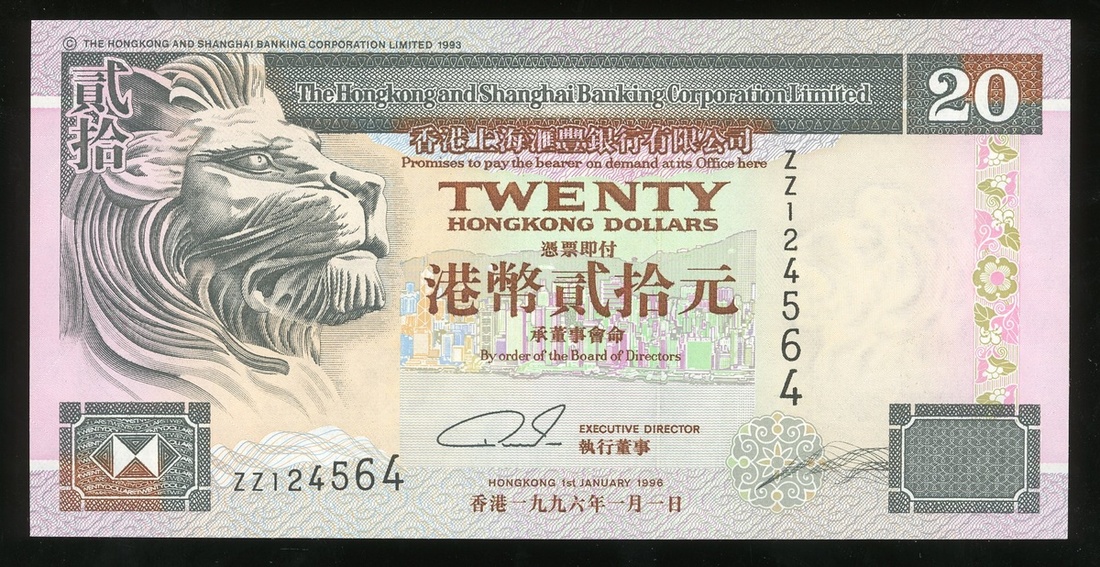 © THE HONGKONG AND SHANGHAI BANKING CORPORATION LIMITED 1993
貳拾
The Hongkong and Shanghai Banking Corporation Limited
20
香港上海滙豐銀行有限公司
Promises to pay the bearer on demand at its Office here
TWENTY
HONGKONG DOLLARS
憑票即付
港幣貳拾元
承董事會命
By order of the Board of Directors
ZZ124564
EXECUTIVE DIRECTOR
執行董事
ZZ124564
HONGKONG 1st JANUARY 1996
香港一九九六年一月一日